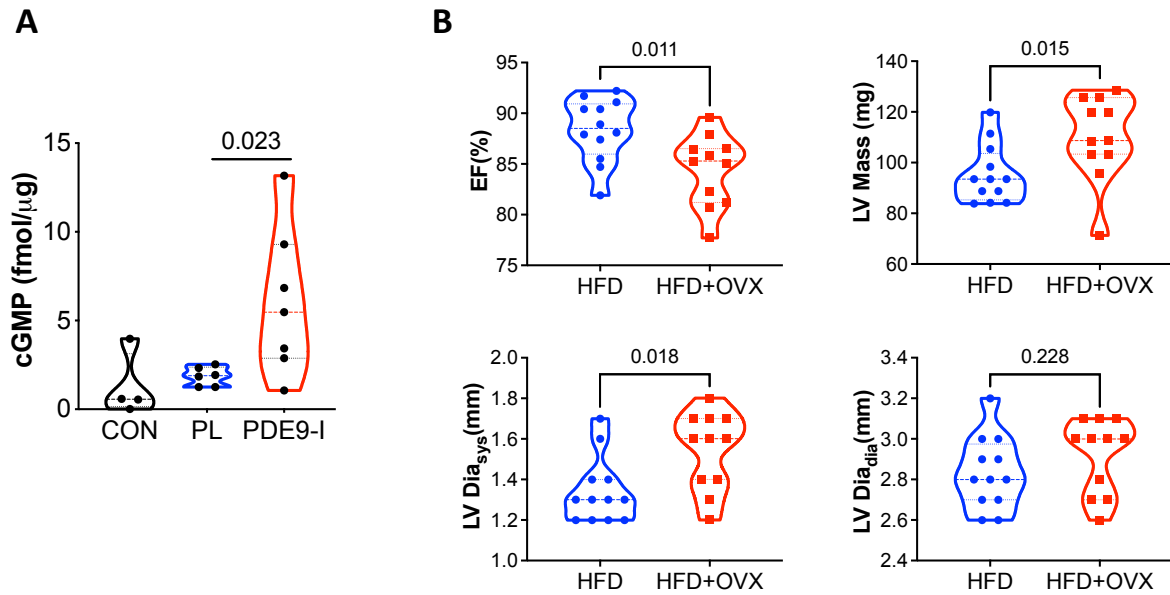 A
cGMP (fmol/µg)
15
10
5
0
0.023
CON PL PDE9-I
B
EF(%)
95
90
85
80
75
0.011
HFD HFD+OVX
LV Mass (mg)
140
120
100
80
60
0.015
HFD HFD+OVX
LV Dia_sys(mm)
2.0
1.8
1.6
1.4
1.2
1.0
0.018
HFD HFD+OVX
LV Dia_dia(mm)
3.4
3.2
3.0
2.8
2.6
2.4
0.228
HFD HFD+OVX